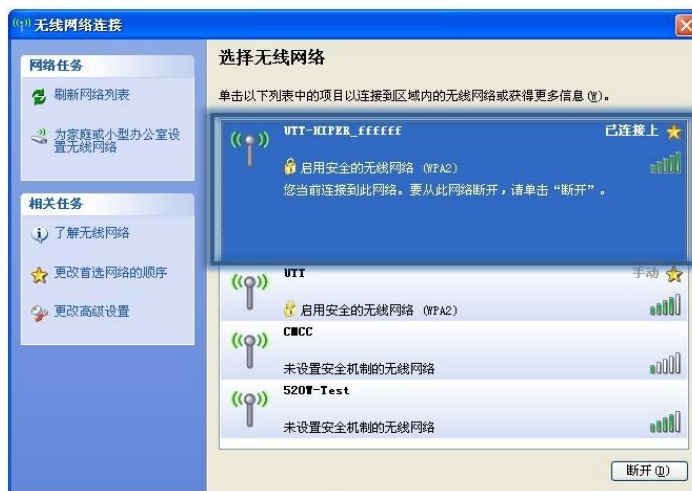 无线网络连接
网络任务
刷新网络列表
为家庭或小型办公室设
置无线网络
相关任务
了解无线网络
更改首选网络的顺序
更改高级设置
选择无线网络
单击以下列表中的项目以连接到区域内的无线网络或获得更多信息(W)。
UTT-HIPER_ffffff
已连接上
启用安全的无线网络 (WPA2)
您当前连接到此网络。要从此网络断开，请单击“断开”。
UTT
手动
启用安全的无线网络 (WPA2)
CMCC
未设置安全机制的无线网络
520W-Test
未设置安全机制的无线网络
断开(D)